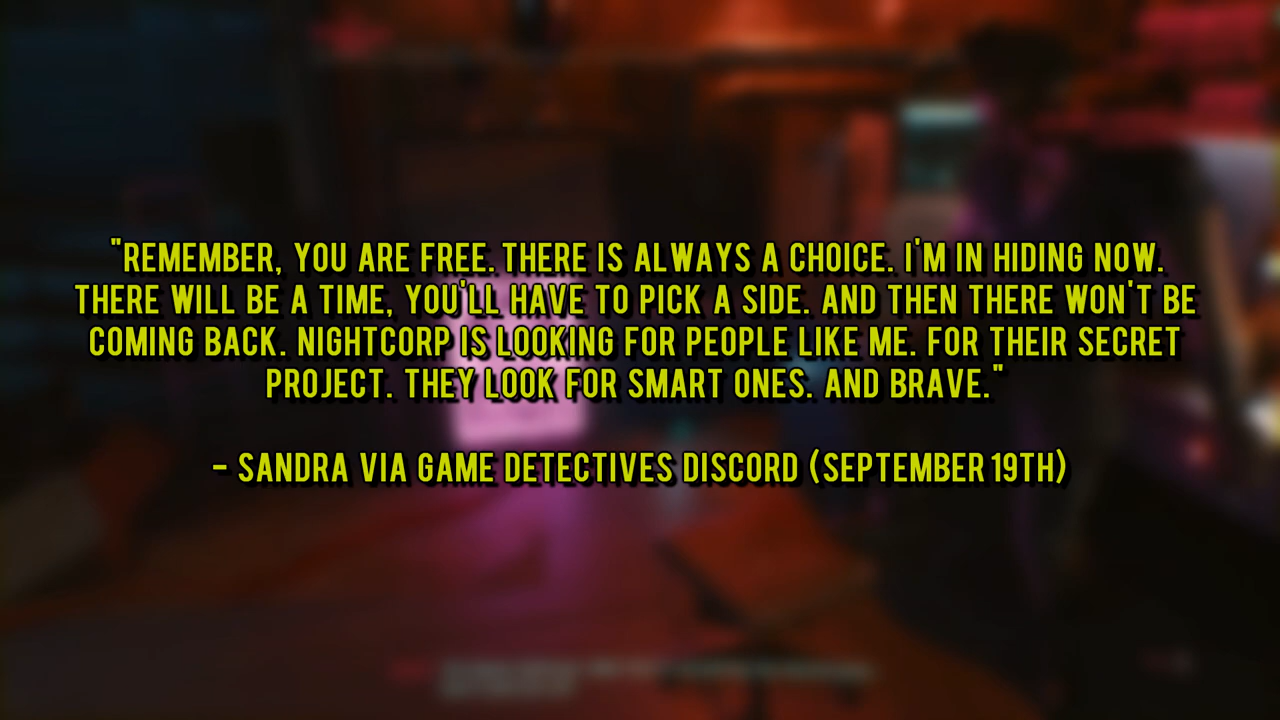 "REMEMBER, YOU ARE FREE. THERE IS ALWAYS A CHOICE. I'M IN HIDING NOW.
THERE WILL BE A TIME, YOU'LL HAVE TO PICK A SIDE. AND THEN THERE WON'T BE
COMING BACK. NIGHTCORP IS LOOKING FOR PEOPLE LIKE ME. FOR THEIR SECRET
PROJECT. THEY LOOK FOR SMART ONES. AND BRAVE."
- SANDRA VIA GAME DETECTIVES DISCORD (SEPTEMBER 19TH)